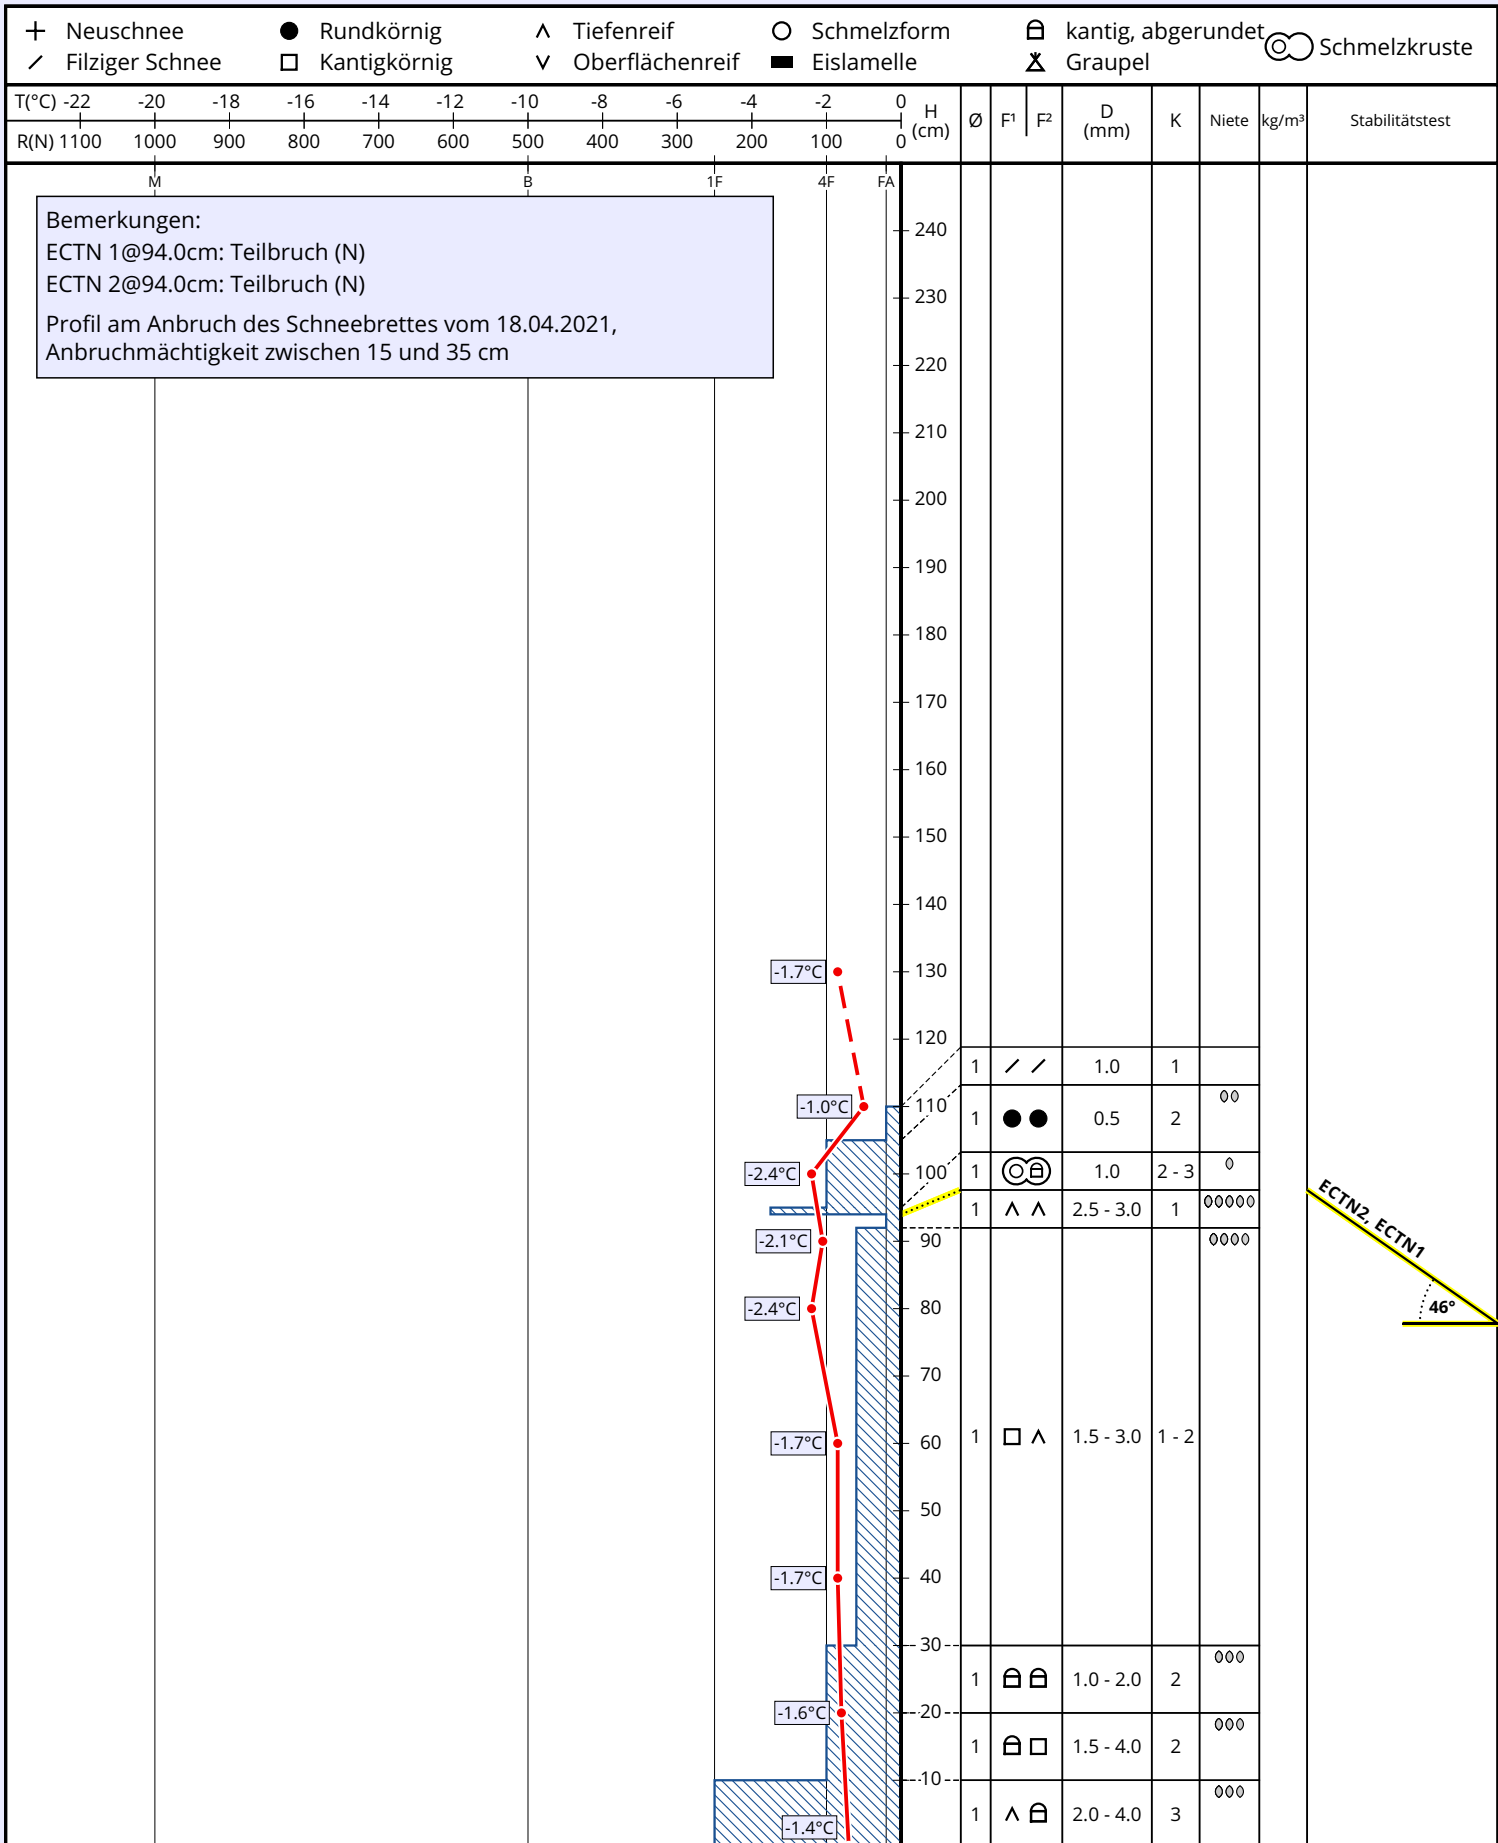 Neuschnee Rundkörnig Tiefenreif Schmelzform kantig, abgerundet Schmelzkruste
Filziger Schnee Kantigkörnig Oberflächenreif Eislamelle Graupel
T(°C) -22 -20 -18 -16 -14 -12 -10 -8 -6 -4 -2 0
R(N) 1100 1000 900 800 700 600 500 400 300 200 100 0
H (cm) Ø F¹ F² D (mm) K Niete kg/m³ Stabilitätstest
M B 1F 4F FA
Bemerkungen:
ECTN 1@94.0cm: Teilbruch (N)
ECTN 2@94.0cm: Teilbruch (N)
Profil am Anbruch des Schneebrettes vom 18.04.2021,
Anbruchmächtigkeit zwischen 15 und 35 cm
240
230
220
210
200
190
180
170
160
150
140
-1.7°C 130
120
1 1.0 1
-1.0°C 110
1 0.5 2
-2.4°C 100 1 1.0 2 - 3
1 2.5 - 3.0 1
ECTN2, ECTN1
-2.1°C 90
46°
-2.4°C 80
70
-1.7°C 60 1 1.5 - 3.0 1 - 2
50
-1.7°C 40
30
1 1.0 - 2.0 2
-1.6°C 20
1 1.5 - 4.0 2
10
1 2.0 - 4.0 3
-1.4°C